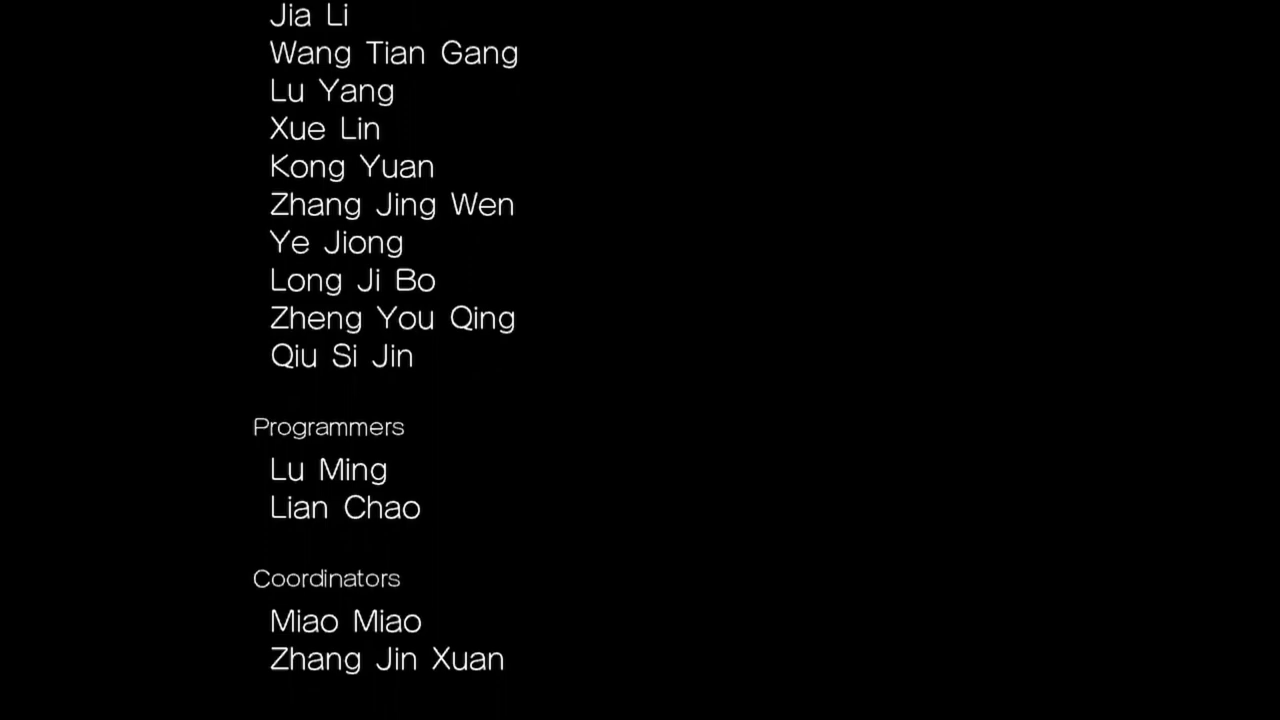 Jia Li
Wang Tian Gang
Lu Yang
Xue Lin
Kong Yuan
Zhang Jing Wen
Ye Jiong
Long Ji Bo
Zheng You Qing
Qiu Si Jin
Programmers
Lu Ming
Lian Chao
Coordinators
Miao Miao
Zhang Jin Xuan